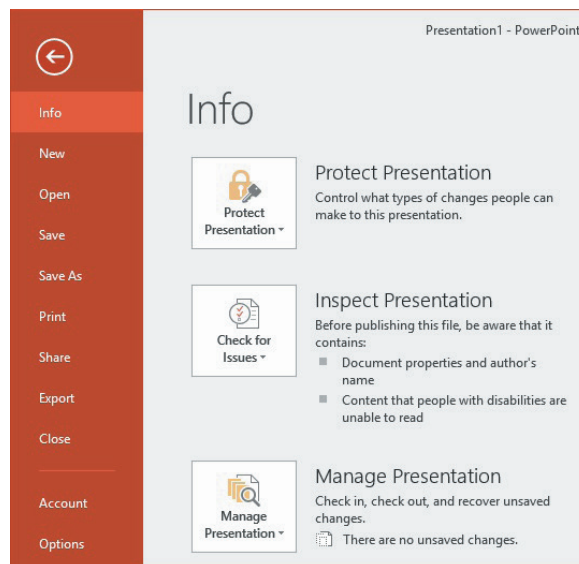 Presentation1 - PowerPoint
Info
New
Open
Save
Save As
Print
Share
Export
Close
Account
Options
Info
Protect
Presentation
Protect Presentation
Control what types of changes people can
make to this presentation.
Check for
Issues
Inspect Presentation
Before publishing this file, be aware that it
contains:
Document properties and author's
name
Content that people with disabilities are
unable to read
Manage
Presentation
Manage Presentation
Check in, check out, and recover unsaved
changes.
There are no unsaved changes.